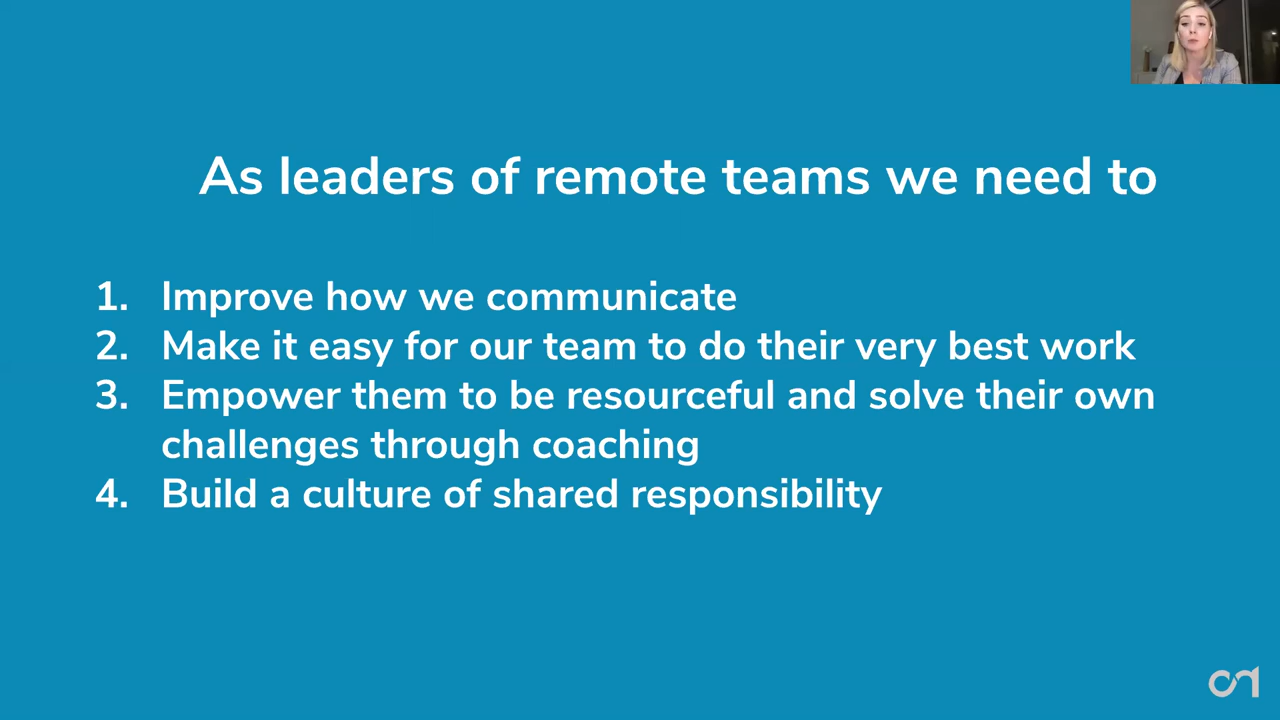 As leaders of remote teams we need to
1. Improve how we communicate
2. Make it easy for our team to do their very best work
3. Empower them to be resourceful and solve their own
challenges through coaching
4. Build a culture of shared responsibility